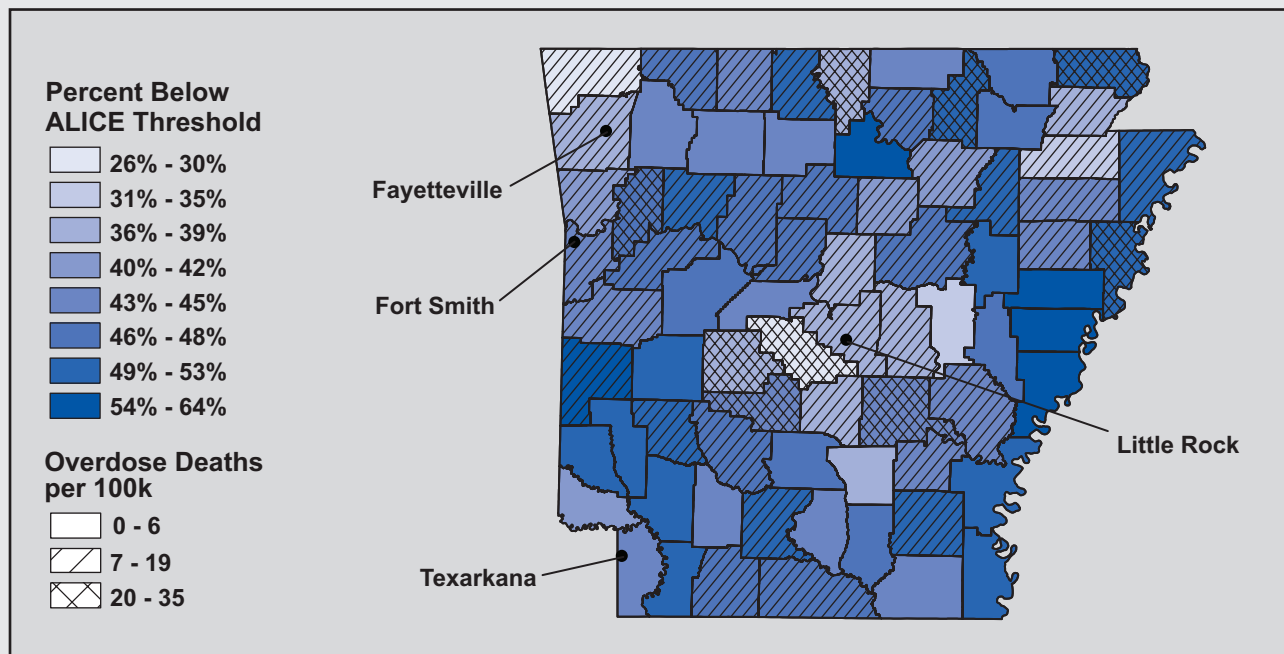 Percent Below
ALICE Threshold
26% - 30%
31% - 35%
36% - 39%
40% - 42%
43% - 45%
46% - 48%
49% - 53%
54% - 64%
Overdose Deaths
per 100k
0 - 6
7 - 19
20 - 35
Fayetteville
Fort Smith
Little Rock
Texarkana